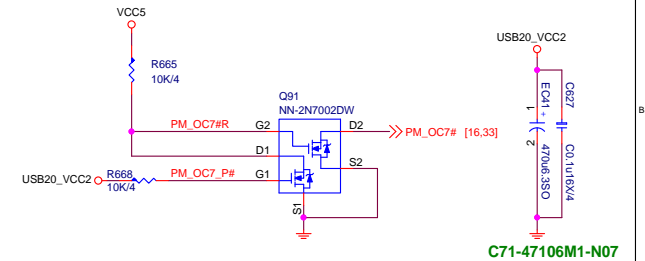 VCC5
USB20_VCC2
R665
10K/4
Q91
NN-2N7002DW
PM_OC7#R
G2
D2
PM_OC7# [16,33]
D1
S2
USB20_VCC2
R668
10K/4
PM_OC7_P#
G1
S1
EC41
+
1
2
470u6.3SO
C627
C0.1u16X/4
B
C71-47106M1-N07